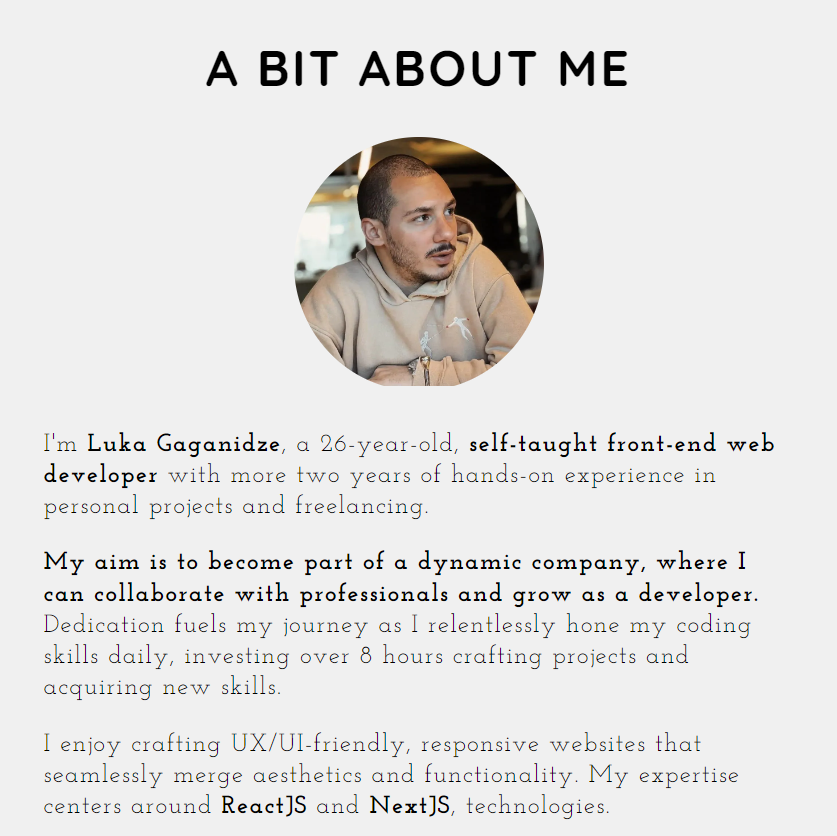 A BIT ABOUT ME
I'm Luka Gaganidze, a 26-year-old, self-taught front-end web
developer with more two years of hands-on experience in
personal projects and freelancing.
My aim is to become part of a dynamic company, where I
can collaborate with professionals and grow as a developer.
Dedication fuels my journey as I relentlessly hone my coding
skills daily, investing over 8 hours crafting projects and
acquiring new skills.
I enjoy crafting UX/UI-friendly, responsive websites that
seamlessly merge aesthetics and functionality. My expertise
centers around ReactJS and NextJS, technologies.